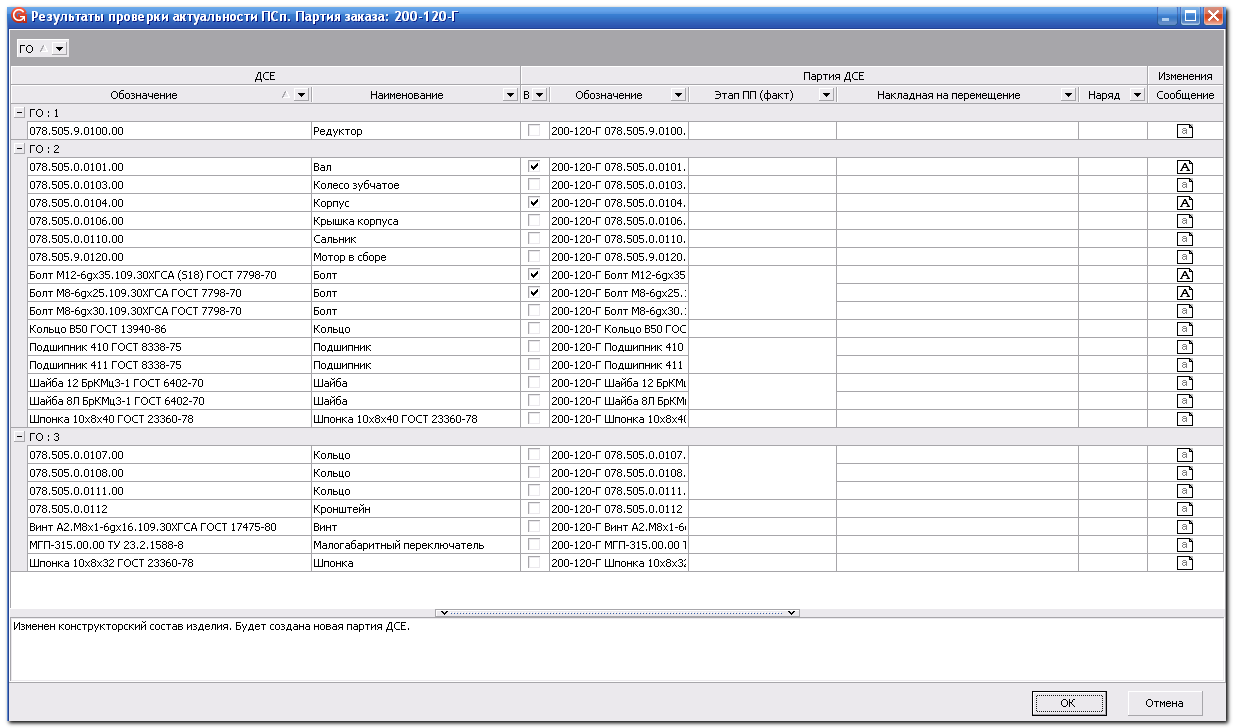 Результаты проверки актуальности ПСп. Партия заказа: 200-120-Г
ГО
ДСЕ Партия ДСЕ Изменения
Обозначение Наименование В Обозначение Этап ПП (факт) Накладная на перемещение Наряд Сообщение
ГО : 1
078.505.9.0100.00 Редуктор 200-120-Г 078.505.9.0100. a
ГО : 2
078.505.0.0101.00 Вал 200-120-Г 078.505.0.0101. A
078.505.0.0103.00 Колесо зубчатое 200-120-Г 078.505.0.0103. a
078.505.0.0104.00 Корпус 200-120-Г 078.505.0.0104. A
078.505.0.0106.00 Крышка корпуса 200-120-Г 078.505.0.0106. a
078.505.0.0110.00 Сальник 200-120-Г 078.505.0.0110. a
078.505.9.0120.00 Мотор в сборе 200-120-Г 078.505.9.0120. a
Болт М12-6gх35.109.30ХГСА (S18) ГОСТ 7798-70 Болт 200-120-Г Болт М12-6gх35 A
Болт М8-6gх25.109.30ХГСА ГОСТ 7798-70 Болт 200-120-Г Болт М8-6gх25. A
Болт М8-6gх30.109.30ХГСА ГОСТ 7798-70 Болт 200-120-Г Болт М8-6gх30. a
Кольцо В50 ГОСТ 13940-86 Кольцо 200-120-Г Кольцо В50 ГОС a
Подшипник 410 ГОСТ 8338-75 Подшипник 200-120-Г Подшипник 410 a
Подшипник 411 ГОСТ 8338-75 Подшипник 200-120-Г Подшипник 411 a
Шайба 12 БрКМц3-1 ГОСТ 6402-70 Шайба 200-120-Г Шайба 12 БрКМц a
Шайба 8Л БрКМц3-1 ГОСТ 6402-70 Шайба 200-120-Г Шайба 8Л БрКМ a
Шпонка 10х8х40 ГОСТ 23360-78 Шпонка 10х8х40 ГОСТ 23360-78 200-120-Г Шпонка 10х8х4 a
ГО : 3
078.505.0.0107.00 Кольцо 200-120-Г 078.505.0.0107. a
078.505.0.0108.00 Кольцо 200-120-Г 078.505.0.0108. a
078.505.0.0111.00 Кольцо 200-120-Г 078.505.0.0111. a
078.505.0.0112 Кронштейн 200-120-Г 078.505.0.0112 a
Винт А2.М8х1-6gх16.109.30ХГСА ГОСТ 17475-80 Винт 200-120-Г Винт А2.М8х1-6 a
МГП-315.00.00 ТУ 23.2.1588-8 Малогабаритный переключатель 200-120-Г МГП-315.00.00 Т a
Шпонка 10х8х32 ГОСТ 23360-78 Шпонка 200-120-Г Шпонка 10х8х32 a
Изменен конструкторский состав изделия. Будет создана новая партия ДСЕ.
ОК Отмена